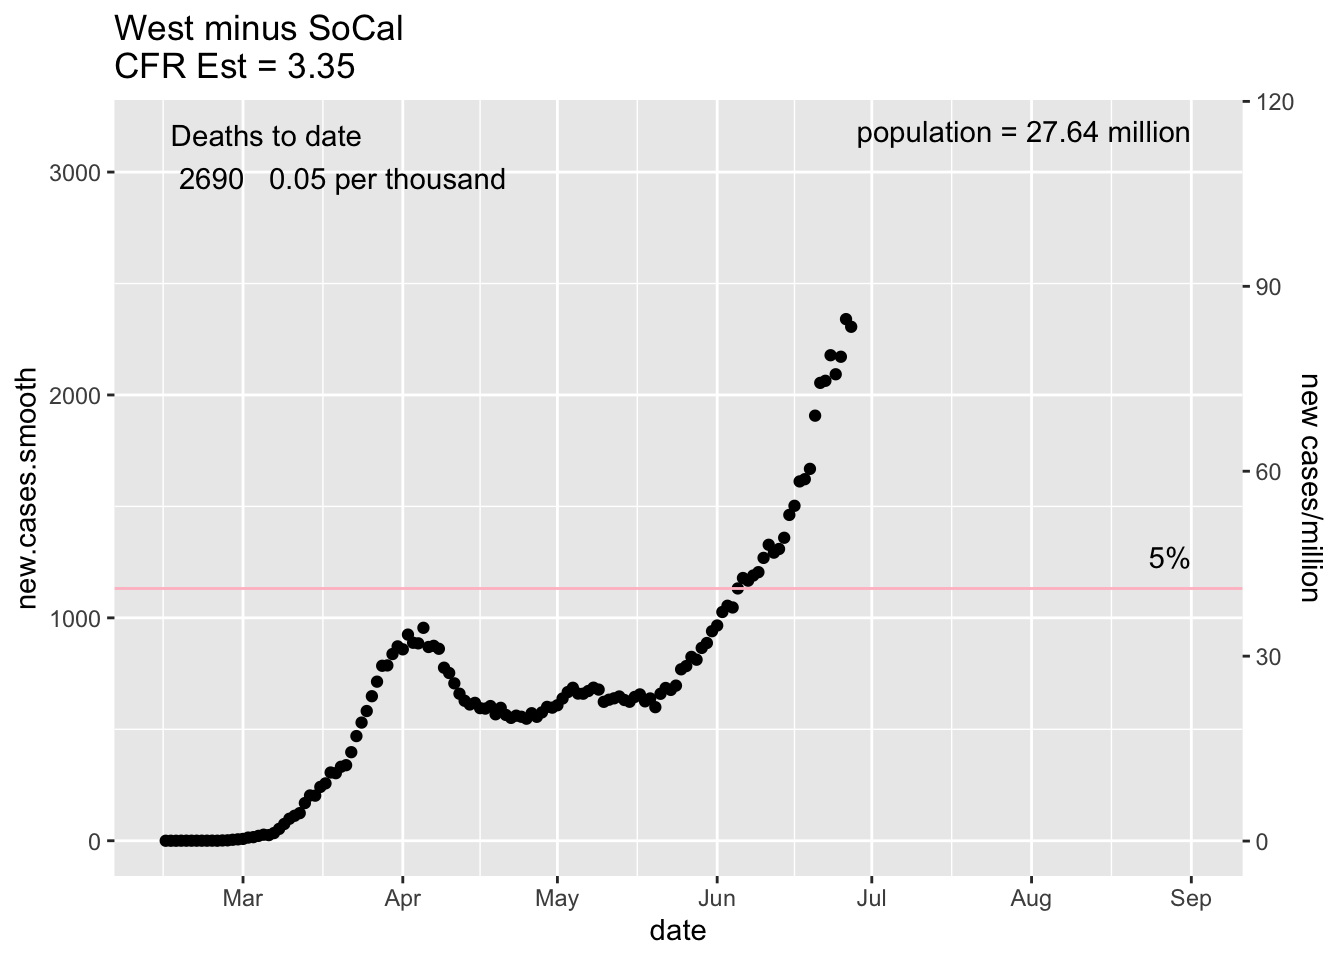 West minus SoCal
CFR Est = 3.35
Deaths to date
2690   0.05 per thousand
population = 27.64 million
5%
new.cases.smooth
3000
2000
1000
0
120
90
60
30
0
new cases/million
Mar
Apr
May
Jun
Jul
Aug
Sep
date